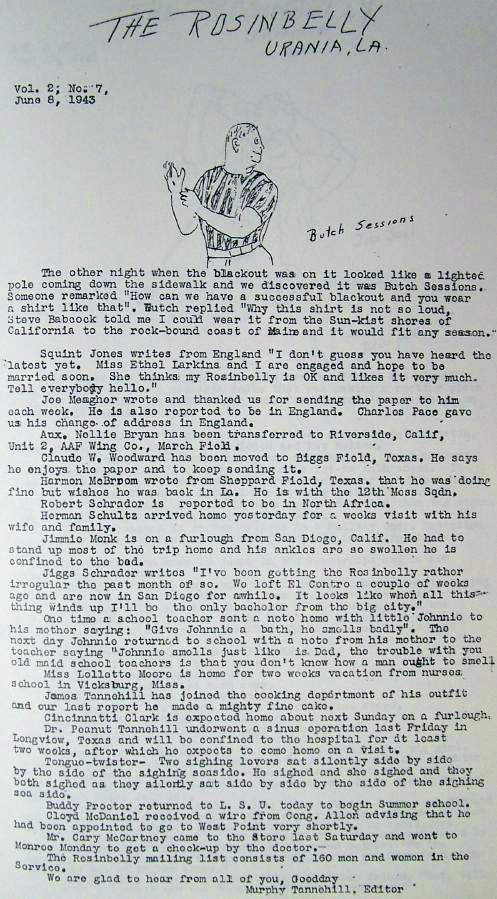 THE ROSINBELLY
URANIA, LA.
Vol. 2; No. 7,
June 8, 1943
Butch Sessions
The other night when the blackout was on it looked like a lighted
pole coming down the sidewalk and we discovered it was Butch Sessions.
Someone remarked "How can we have a successful blackout and you wear
a shirt like that". Butch replied "Why this shirt is not so loud,
Steve Babcock told me I could wear it from the Sun-kist shores of
California to the rock-bound coast of Maine and it would fit any season."
Squint Jones writes from England "I don't guess you have heard the
latest yet. Miss Ethel Larkins and I are engaged and hope to be
married soon. She thinks my Rosinbelly is OK and likes it very much.
Tell everybody hello."
Joe Meagher wrote and thanked us for sending the paper to him
each week. He is also reported to be in England. Charles Pace gave
us his change of address in England.
Aux. Nellie Bryan has been transferred to Riverside, Calif,
Unit 2, AAF Wing Co., March Field.
Claude W. Woodward has been moved to Biggs Field, Texas. He says
he enjoys the paper and to keep sending it.
Harmon McBroom wrote from Sheppard Field, Texas. that he was doing
fine but wishes he was back in La. He is with the 12th Mess Sqdn.
Robert Schrador is reported to be in North Africa.
Herman Schultz arrived home yesterday for a weeks visit with his
wife and family.
Jimmie Monk is on a furlough from San Diego, Calif. He had to
stand up most of the trip home and his ankles are so swollen he is
confined to the bed.
Jiggs Schrador writes "I've been getting the Rosinbelly rather
irregular the past month or so. We left El Centro a couple of weeks
ago and are now in San Diego for awhile. It looks like when all this
thing winds up I'll be the only bachelor from the big city."
One time a school teacher sent a note home with little Johnnie to
his mother saying: "Give Johnnie a bath, he smells badly". The
next day Johnnie returned to school with a note from his mother to the
teacher saying "Johnnie smells just like is Dad, the trouble with you
old maid school teachers is that you don't know how a man ought to smell
Miss Lollette Moore is home for two weeks vacation from nurses
school in Vicksburg, Miss.
James Tannehill has joined the cooking department of his outfit
and our last report he made a mighty fine cake.
Cincinnatti Clark is expected home about next Sunday on a furlough.
Dr. Peanut Tannehill underwent a sinus operation last Friday in
Longview, Texas and will be confined to the hospital for at least
two weeks, after which he expects to come home on a visit.
Tongue-twister- Two sighing lovers sat silently side by side
by the side of the sighing seaside. He sighed and she sighed and they
both sighed as they silently sat side by side by the side of the sighing
sea side.
Buddy Proctor returned to L. S. U. today to begin Summer school.
Cloyd McDaniel received a wire from Cong. Allen advising that he
had been appointed to go to West Point very shortly.
Mr. Cary McCartney came to the Store last Saturday and went to
Monroe Monday to get a check-up by the doctor.
The Rosinbelly mailing list consists of 160 men and women in the
Service.
We are glad to hear from all of you, Goodday
Murphy Tannehill, Editor